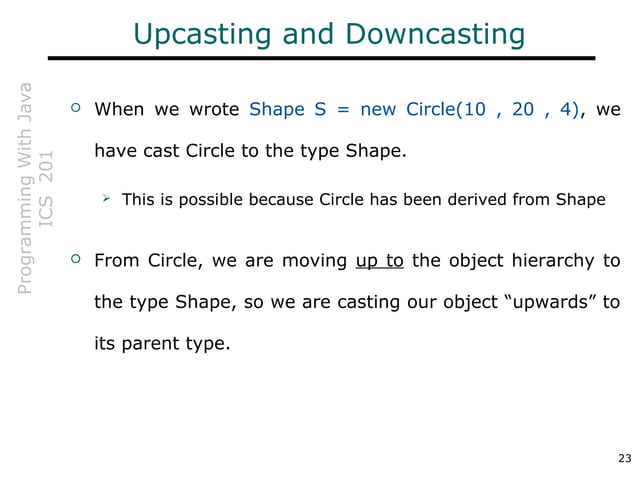 Upcasting and Downcasting
Programming With Java
ICS 201
When we wrote Shape S = new Circle(10 , 20 , 4), we
have cast Circle to the type Shape.
This is possible because Circle has been derived from Shape
From Circle, we are moving up to the object hierarchy to
the type Shape, so we are casting our object “upwards” to
its parent type.
23